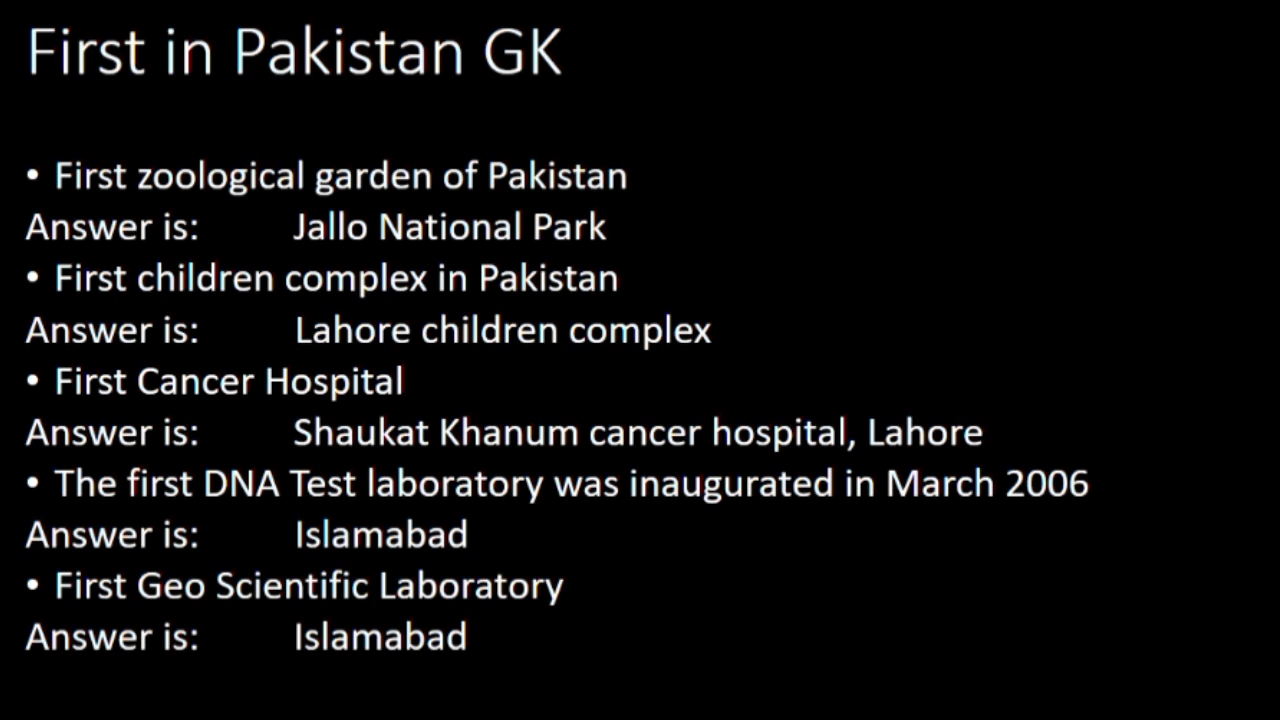 First in Pakistan GK
• First zoological garden of Pakistan
Answer is: Jallo National Park
• First children complex in Pakistan
Answer is: Lahore children complex
• First Cancer Hospital
Answer is: Shaukat Khanum cancer hospital, Lahore
• The first DNA Test laboratory was inaugurated in March 2006
Answer is: Islamabad
• First Geo Scientific Laboratory
Answer is: Islamabad